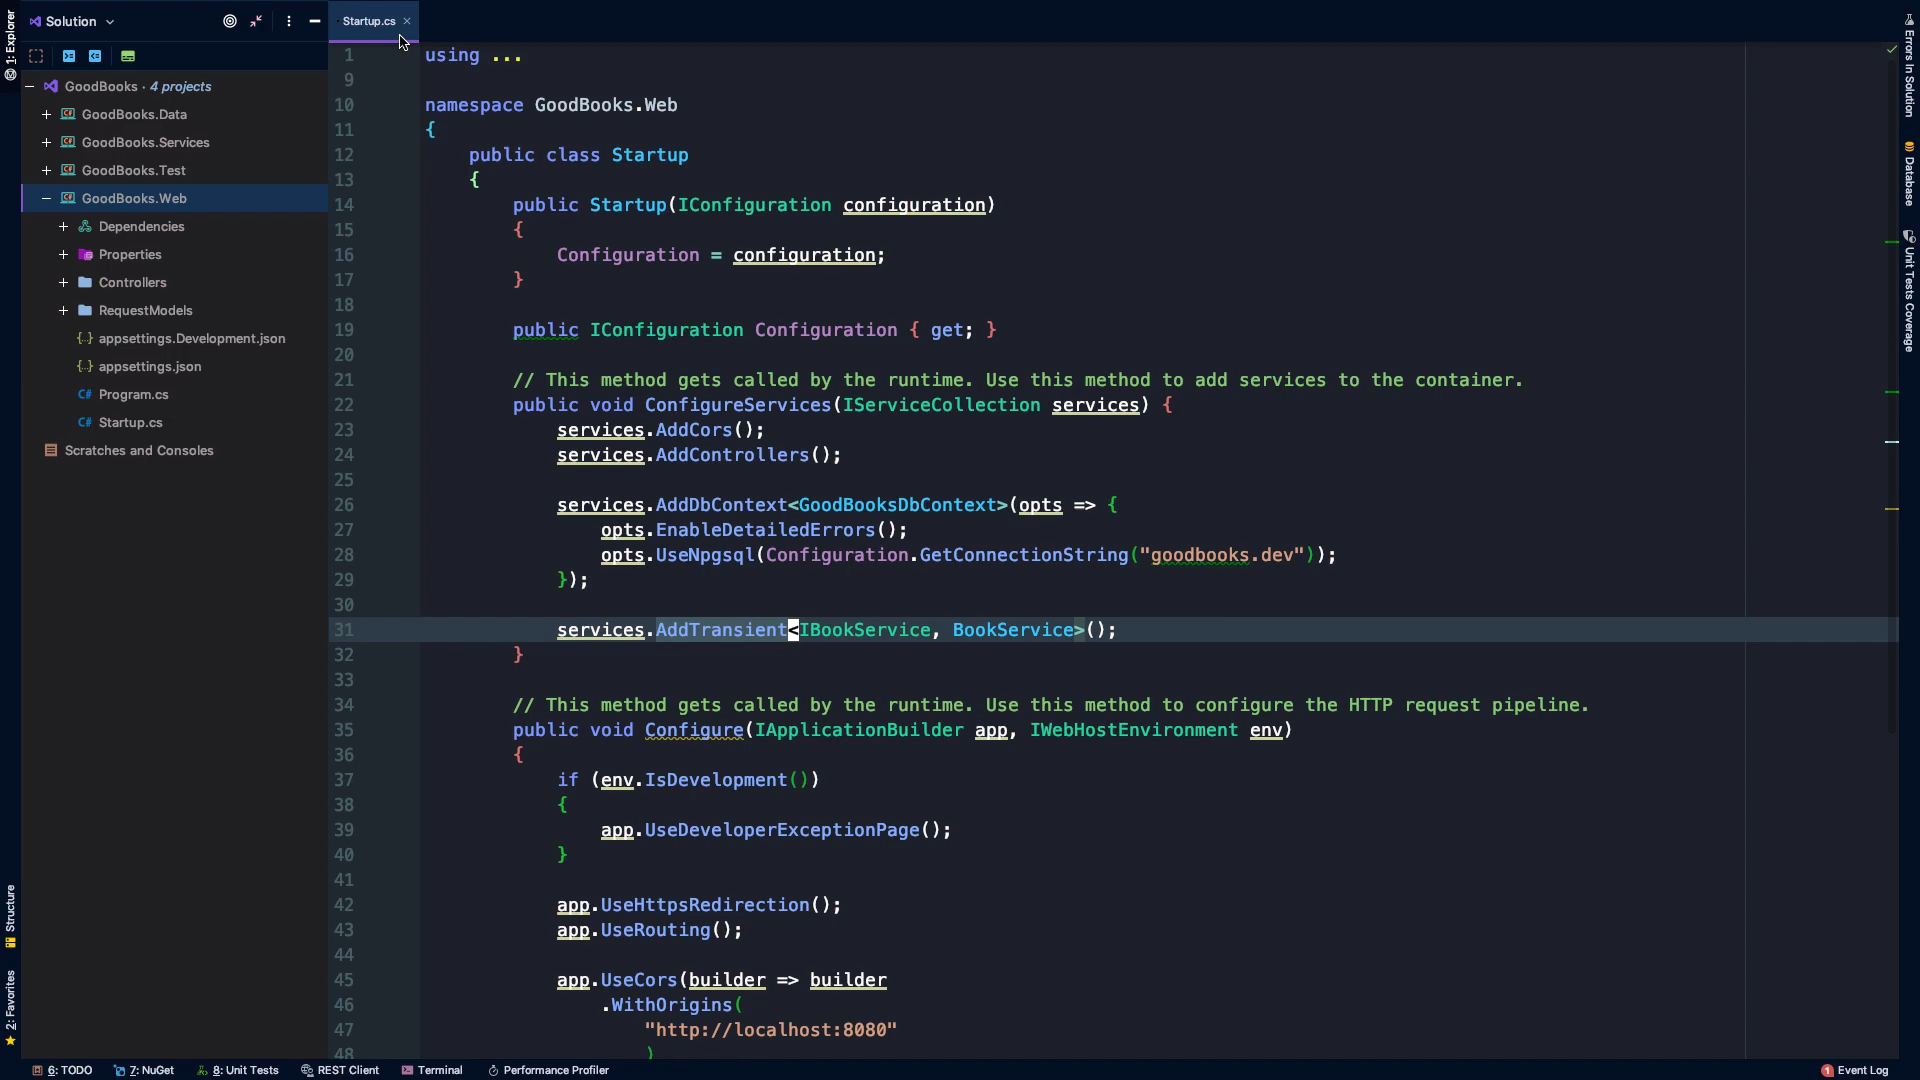 1: Explorer
Structure
2: Favorites
Solution
GoodBooks · 4 projects
GoodBooks.Data
GoodBooks.Services
GoodBooks.Test
GoodBooks.Web
Dependencies
Properties
Controllers
RequestModels
{..} appsettings.Development.json
{..} appsettings.json
C# Program.cs
C# Startup.cs
Scratches and Consoles
Startup.cs
1 using ...
9
10 namespace GoodBooks.Web
11 {
12 public class Startup
13 {
14 public Startup(IConfiguration configuration)
15 {
16 Configuration = configuration;
17 }
18
19 public IConfiguration Configuration { get; }
20
21 // This method gets called by the runtime. Use this method to add services to the container.
22 public void ConfigureServices(IServiceCollection services) {
23 services.AddCors();
24 services.AddControllers();
25
26 services.AddDbContext<GoodBooksDbContext>(opts => {
27 opts.EnableDetailedErrors();
28 opts.UseNpgsql(Configuration.GetConnectionString("goodbooks.dev"));
29 });
30
31 services.AddTransient<IBookService, BookService>();
32 }
33
34 // This method gets called by the runtime. Use this method to configure the HTTP request pipeline.
35 public void Configure(IApplicationBuilder app, IWebHostEnvironment env)
36 {
37 if (env.IsDevelopment())
38 {
39 app.UseDeveloperExceptionPage();
40 }
41
42 app.UseHttpsRedirection();
43 app.UseRouting();
44
45 app.UseCors(builder => builder
46 .WithOrigins(
47 "http://localhost:8080"
48 )
Errors In Solution
Database
Unit Tests Coverage
6: TODO
7: NuGet
8: Unit Tests
REST Client
Terminal
Performance Profiler
1 Event Log